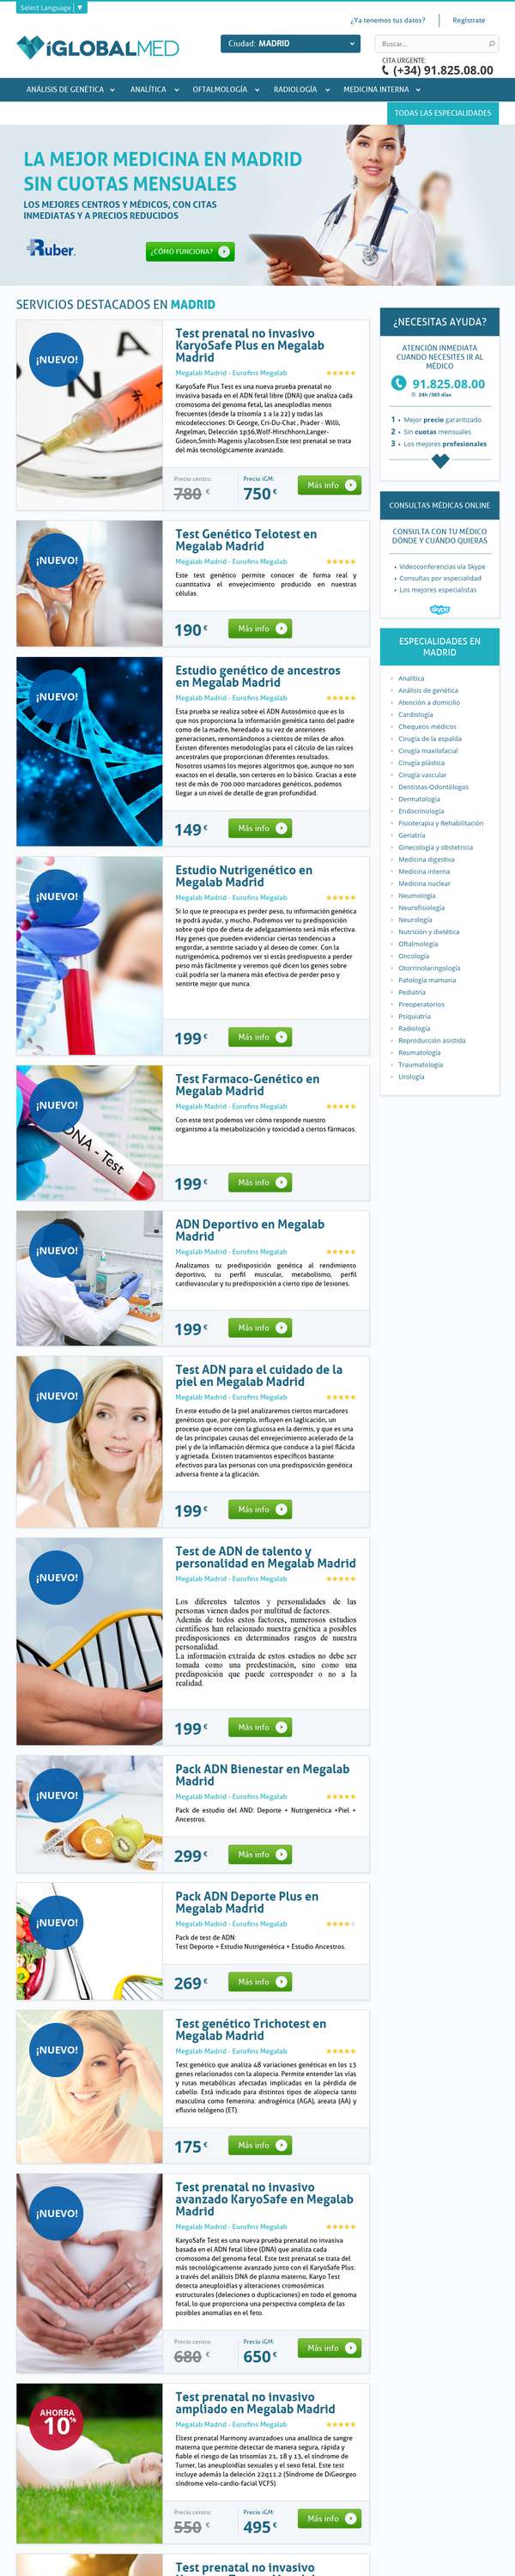 Select Language ▼
¿Ya tenemos tus datos?
Regístrate
iGLOBALMED
Ciudad: MADRID
Buscar...
CITA URGENTE
(+34) 91.825.08.00
ANÁLISIS DE GENÉTICA
ANALÍTICA
OFTALMOLOGÍA
RADIOLOGÍA
MEDICINA INTERNA
TODAS LAS ESPECIALIDADES
LA MEJOR MEDICINA EN MADRID
SIN CUOTAS MENSUALES
LOS MEJORES CENTROS Y MÉDICOS, CON CITAS
INMEDIATAS Y A PRECIOS REDUCIDOS
Ruber.
¿CÓMO FUNCIONA?
SERVICIOS DESTACADOS EN MADRID
¡NUEVO!
Test prenatal no invasivo
KaryoSafe Plus en Megalab
Madrid
Megalab Madrid - Eurofins Megalab
KaryoSafe Plus Test es una nueva prueba prenatal no
invasiva basada en el ADN fetal libre (DNA) que analiza cada
cromosoma del genoma fetal, las aneuploidías menos
frecuentes (desde la trisomía 1 a la 22) y todas las
microdelecciones: Di George, Cri-Du-Chat, Prader - Willi,
Angelman, Delección 1p36,Wolf-Hirschhorn,Langer-
Gideon,Smith-Magenis yJacobsen.Este test prenatal se trata
del más tecnológicamente avanzado.
Precio centro:
780 €
Precio iGM:
750 €
Más info
¡NUEVO!
Test Genético Telotest en
Megalab Madrid
Megalab Madrid - Eurofins Megalab
Este test genético permite conocer de forma real y
cuantitativa el envejecimiento producido en nuestras
células.
190 €
Más info
¡NUEVO!
Estudio genético de ancestros
en Megalab Madrid
Megalab Madrid - Eurofins Megalab
Esta prueba se realiza sobre el ADN Autosómico que es lo
que nos proporciona la información genética tanto del padre
como de la madre, heredado a su vez de anteriores
generaciones, remontándonos a cientos de miles de años.
Existen diferentes metodologías para el cálculo de las raíces
ancestrales que proporcionan diferentes resultados.
Nosotros usamos los mejores algoritmos que, aunque no son
exactos en el detalle, son certeros en lo básico. Gracias a este
test de más de 700.000 marcadores genéticos, podemos
llegar a un nivel de detalle de gran profundidad.
149 €
Más info
¡NUEVO!
Estudio Nutrigenético en
Megalab Madrid
Megalab Madrid - Eurofins Megalab
Si lo que te preocupa es perder peso, tu información genética
te podrá ayudar, y mucho. Podremos ver tu predisposición
sobre qué tipo de dieta de adelgazamiento será más efectiva.
Hay genes que pueden evidenciar ciertas tendencias a
engordar, a sentirte saciado y al deseo de comer. Con la
nutrigenómica, podremos ver si estás predispuesto a perder
peso más fácilmente y veremos qué dicen los genes sobre
cuál podría ser la manera más efectiva de perder peso y
sentirte mejor que nunca.
199 €
Más info
¡NUEVO!
DNA - Test
Test Farmaco-Genético en
Megalab Madrid
Megalab Madrid - Eurofins Megalab
Con este test podemos ver cómo responde nuestro
organismo a la metabolización y toxicidad a ciertos fármacos.
199 €
Más info
¡NUEVO!
ADN Deportivo en Megalab
Madrid
Megalab Madrid - Eurofins Megalab
Analizamos tu predisposición genética al rendimiento
deportivo, tu perfil muscular, metabolismo, perfil
cardiovascular y tu predisposición a cierto tipo de lesiones.
199 €
Más info
¡NUEVO!
Test ADN para el cuidado de la
piel en Megalab Madrid
Megalab Madrid - Eurofins Megalab
En este estudio de la piel analizaremos ciertos marcadores
genéticos que, por ejemplo, influyen en laglicación, un
proceso que ocurre con la glucosa en la dermis, y que es una
de las principales causas del envejecimiento acelerado de la
piel y de la inflamación dérmica que conduce a la piel flácida
y agrietada. Existen tratamientos específicos bastante
efectivos para las personas con una predisposición genética
adversa frente a la glicación.
199 €
Más info
¡NUEVO!
Test de ADN de talento y
personalidad en Megalab Madrid
Megalab Madrid - Eurofins Megalab
Los diferentes talentos y personalidades de las
personas vienen dados por multitud de factores.
Además de todos estos factores, numerosos estudios
científicos han relacionado nuestra genética a posibles
predisposiciones en determinados rasgos de nuestra
personalidad.
La información extraída de estos estudios no debe ser
tomada como una predestinación, sino como una
predisposición que puede corresponder o no a la
realidad.
199 €
Más info
¡NUEVO!
Pack ADN Bienestar en Megalab
Madrid
Megalab Madrid - Eurofins Megalab
Pack de estudio del AND: Deporte + Nutrigenética +Piel +
Ancestros.
299 €
Más info
¡NUEVO!
Pack ADN Deporte Plus en
Megalab Madrid
Megalab Madrid - Eurofins Megalab
Pack de test de ADN:
Test Deporte + Estudio Nutrigenética + Estudio Ancestros.
269 €
Más info
¡NUEVO!
Test genético Trichotest en
Megalab Madrid
Megalab Madrid - Eurofins Megalab
Test genético que analiza 48 variaciones genéticas en los 13
genes relacionados con la alopecia. Permite entender las vías
y rutas metabólicas afectadas implicadas en la pérdida de
cabello. Está indicado para distintos tipos de alopecia tanto
masculina como femenina: androgénica (AGA), areata (AA) y
efluvio telógeno (ET).
175 €
Más info
¡NUEVO!
Test prenatal no invasivo
avanzado KaryoSafe en Megalab
Madrid
Megalab Madrid - Eurofins Megalab
KaryoSafe Test es una nueva prueba prenatal no invasiva
basada en el ADN fetal libre (DNA) que analiza cada
cromosoma del genoma fetal. Este test prenatal se trata del
más tecnológicamente avanzado junto con el KaryoSafe Plus:
a través del análisis DNA de plasma materno, Karyo Test
detecta aneuploidías y alteraciones cromosómicas
estructurales (deleciones o duplicaciones) en todo el genoma
fetal, lo que proporciona una perspectiva completa de las
posibles anomalías en el feto.
Precio centro:
680 €
Precio iGM:
650 €
Más info
AHORRA
10%
Test prenatal no invasivo
ampliado en Megalab Madrid
Megalab Madrid - Eurofins Megalab
Eltest prenatal Harmony avanzadoes una analítica de sangre
materna que permite detectar de manera segura, rápida y
fiable el riesgo de las trisomías 21, 18 y 13, el síndrome de
Turner, las aneuploidías sexuales y el sexo fetal. Este test
incluye además la deleción 22q11.2 (Síndrome de DiGeorgeo
síndrome velo-cardio-facial VCFS).
Precio centro:
550 €
Precio iGM:
495 €
Más info
Test prenatal no invasivo
¿NECESITAS AYUDA?
ATENCIÓN INMEDIATA
CUANDO NECESITES IR AL
MÉDICO
91.825.08.00
24h /365 días
1 Mejor precio garantizado
2 Sin cuotas mensuales
3 Los mejores profesionales
CONSULTAS MÉDICAS ONLINE
CONSULTA CON TU MÉDICO
DÓNDE Y CUÁNDO QUIERAS
Videoconferencias vía Skype
Consultas por especialidad
Los mejores especialistas
skype
ESPECIALIDADES EN
MADRID
Analítica
Análisis de genética
Atención a domicilio
Cardiología
Chequeos médicos
Cirugía de la espalda
Cirugía maxilofacial
Cirugía plástica
Cirugía vascular
Dentistas-Odontólogos
Dermatología
Endocrinología
Fisioterapia y Rehabilitación
Geriatría
Ginecología y obstetricia
Medicina digestiva
Medicina interna
Medicina nuclear
Neumología
Neurofisiología
Neurología
Nutrición y dietética
Oftalmología
Oncología
Otorrinolaringología
Patología mamaria
Pediatría
Preoperatorios
Psiquiatría
Radiología
Reproducción asistida
Reumatología
Traumatología
Urología